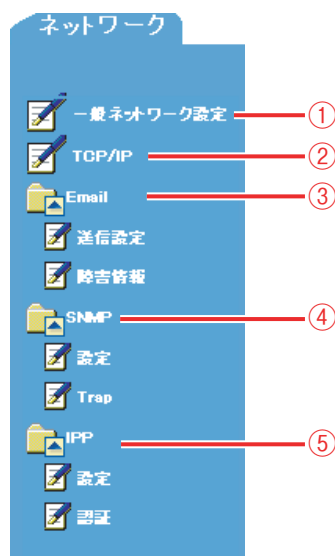 ネットワーク
一般ネットワーク設定 ①
TCP/IP ②
Email ③
送信設定
障害情報
SNMP ④
設定
Trap
IPP ⑤
設定
認証